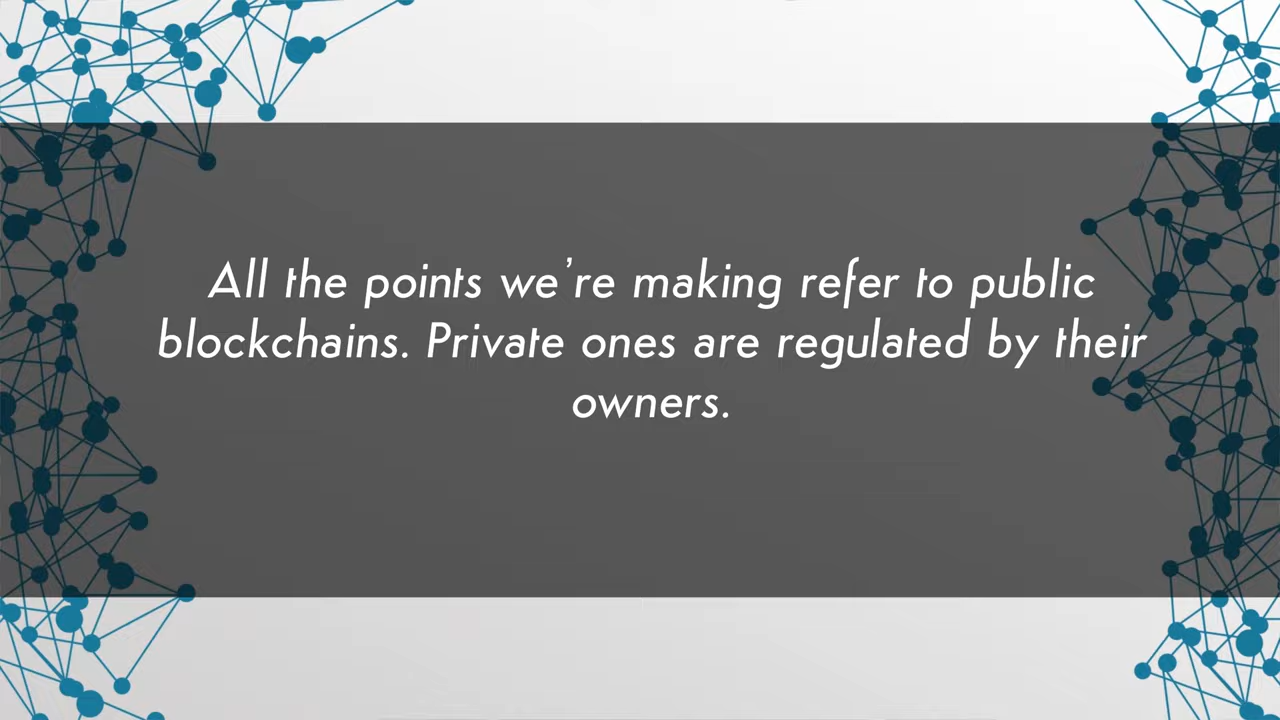 All the points we're making refer to public
blockchains. Private ones are regulated by their
owners.